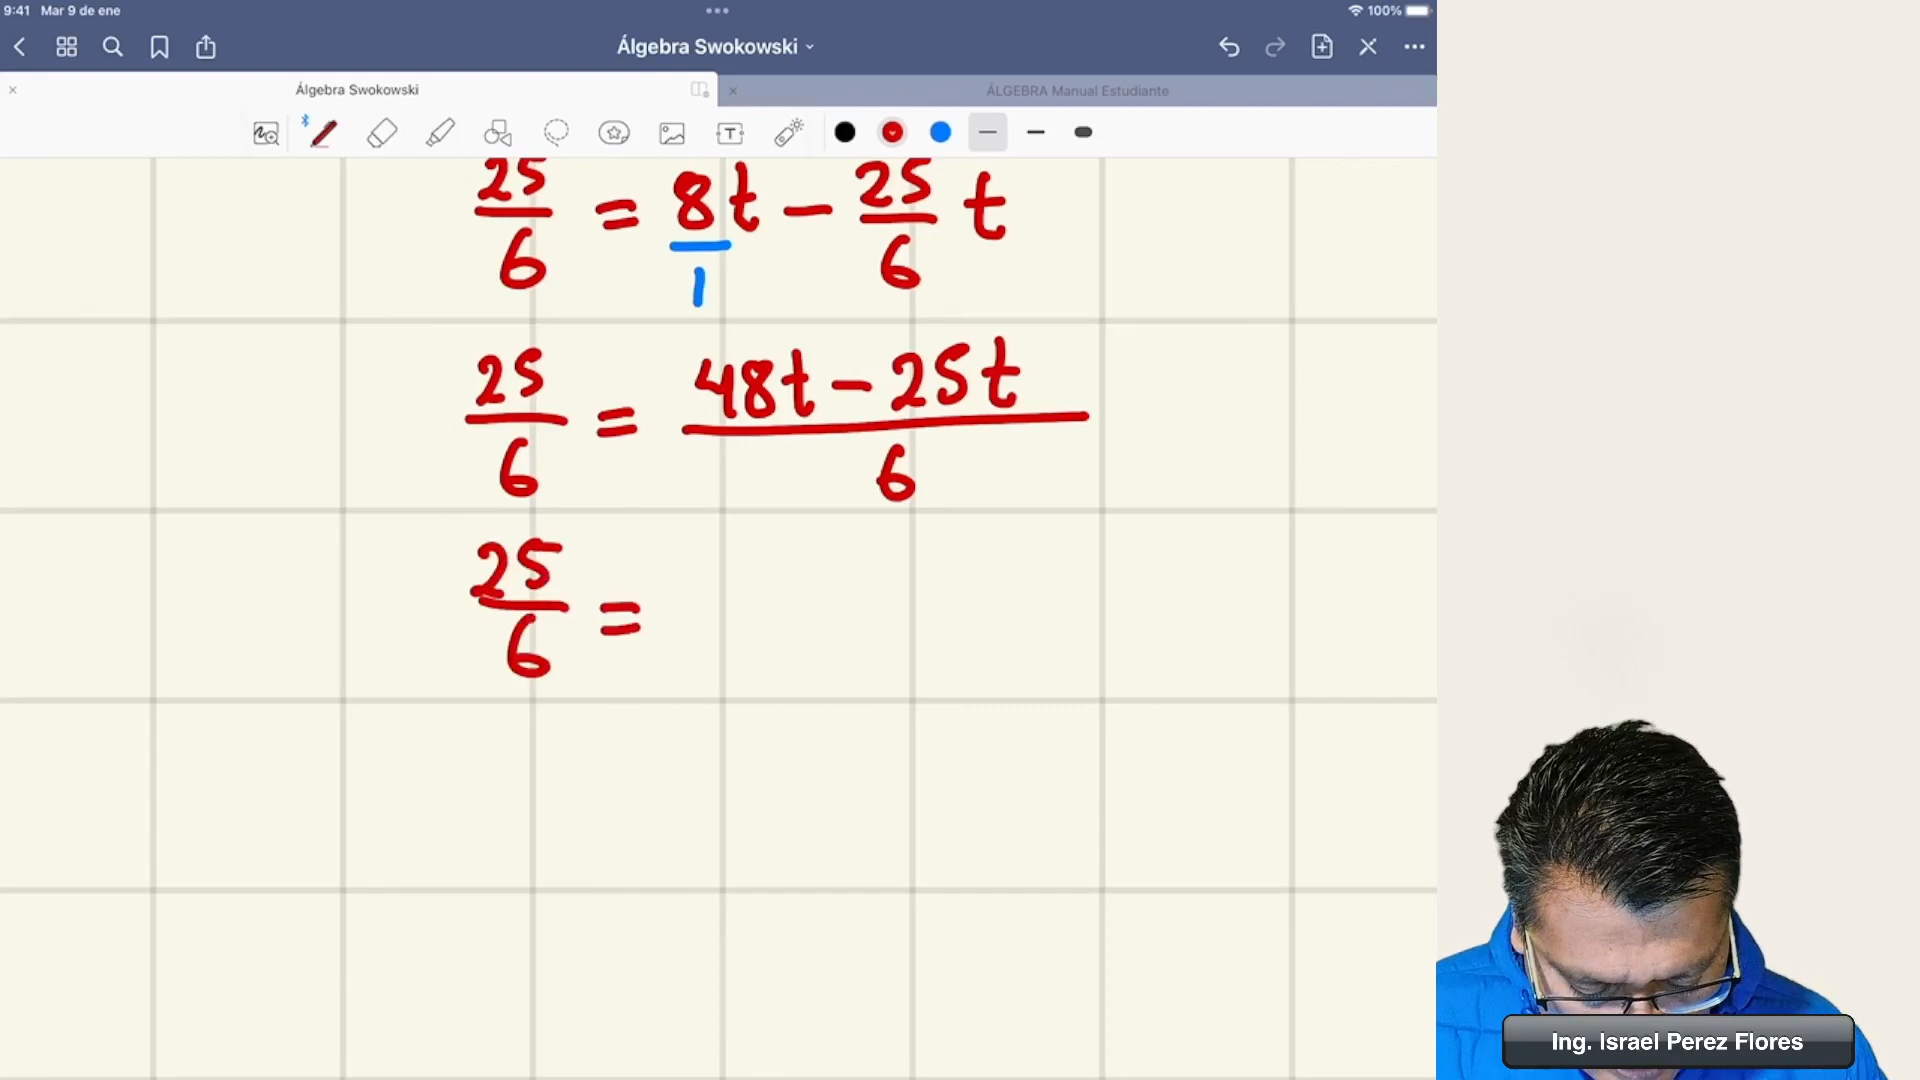 9:41 Mar 9 de ene
100%
Álgebra Swokowski
Álgebra Swokowski
ÁLGEBRA Manual Estudiante
25/6 = 8t/1 - 25/6 t
25/6 = (48t - 25t)/6
25/6 =
Ing. Israel Perez Flores